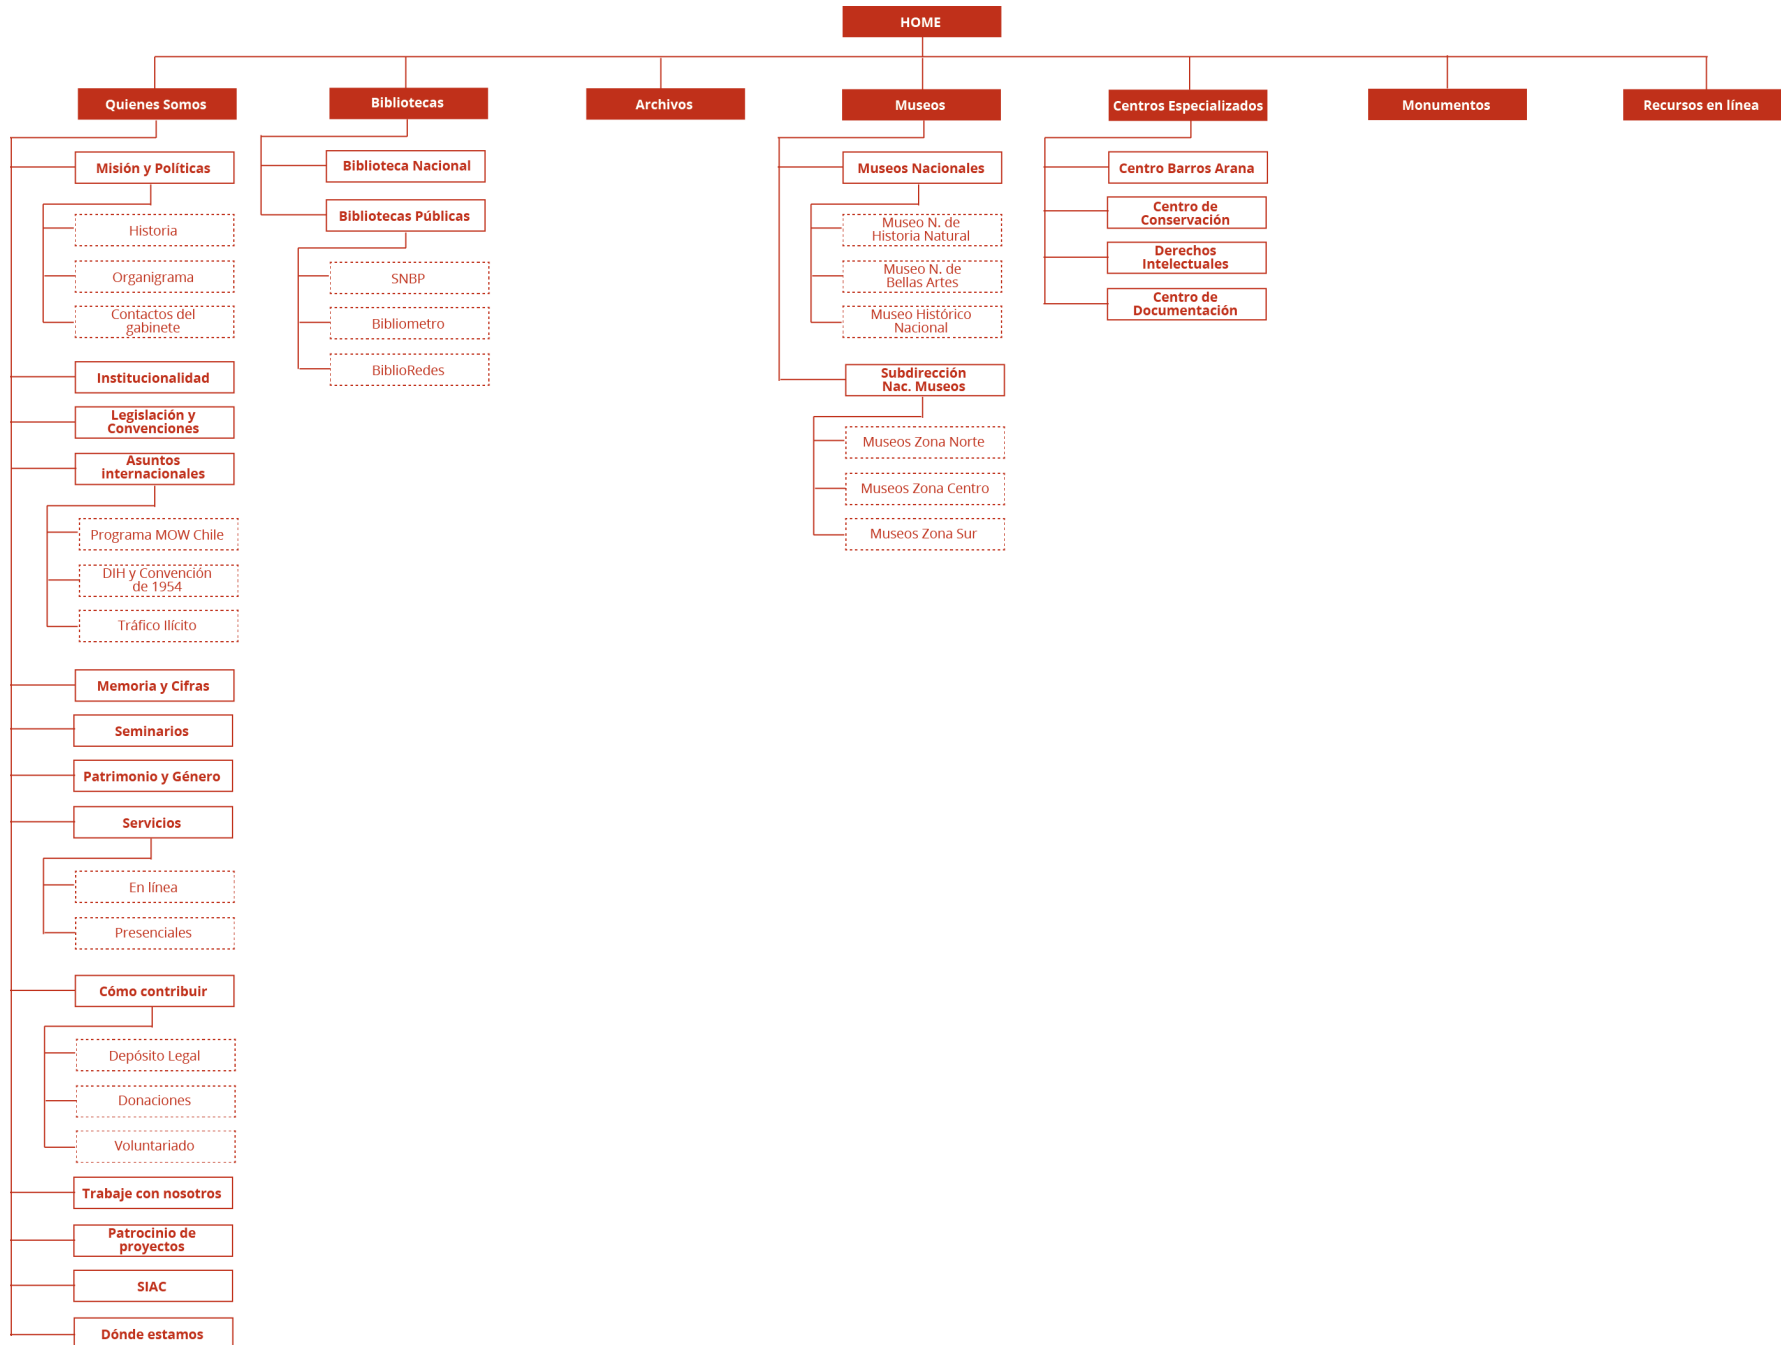 HOME
Quienes Somos
Bibliotecas
Archivos
Museos
Centros Especializados
Monumentos
Recursos en línea
Misión y Políticas
Historia
Organigrama
Contactos del
gabinete
Institucionalidad
Legislación y
Convenciones
Asuntos
internacionales
Programa MOW Chile
DIH y Convención
de 1954
Tráfico Ilícito
Memoria y Cifras
Seminarios
Patrimonio y Género
Servicios
En línea
Presenciales
Cómo contribuir
Depósito Legal
Donaciones
Voluntariado
Trabaje con nosotros
Patrocinio de
proyectos
SIAC
Dónde estamos
Biblioteca Nacional
Bibliotecas Públicas
SNBP
Bibliometro
BiblioRedes
Museos Nacionales
Museo N. de
Historia Natural
Museo N. de
Bellas Artes
Museo Histórico
Nacional
Subdirección
Nac. Museos
Museos Zona Norte
Museos Zona Centro
Museos Zona Sur
Centro Barros Arana
Centro de
Conservación
Derechos
Intelectuales
Centro de
Documentación